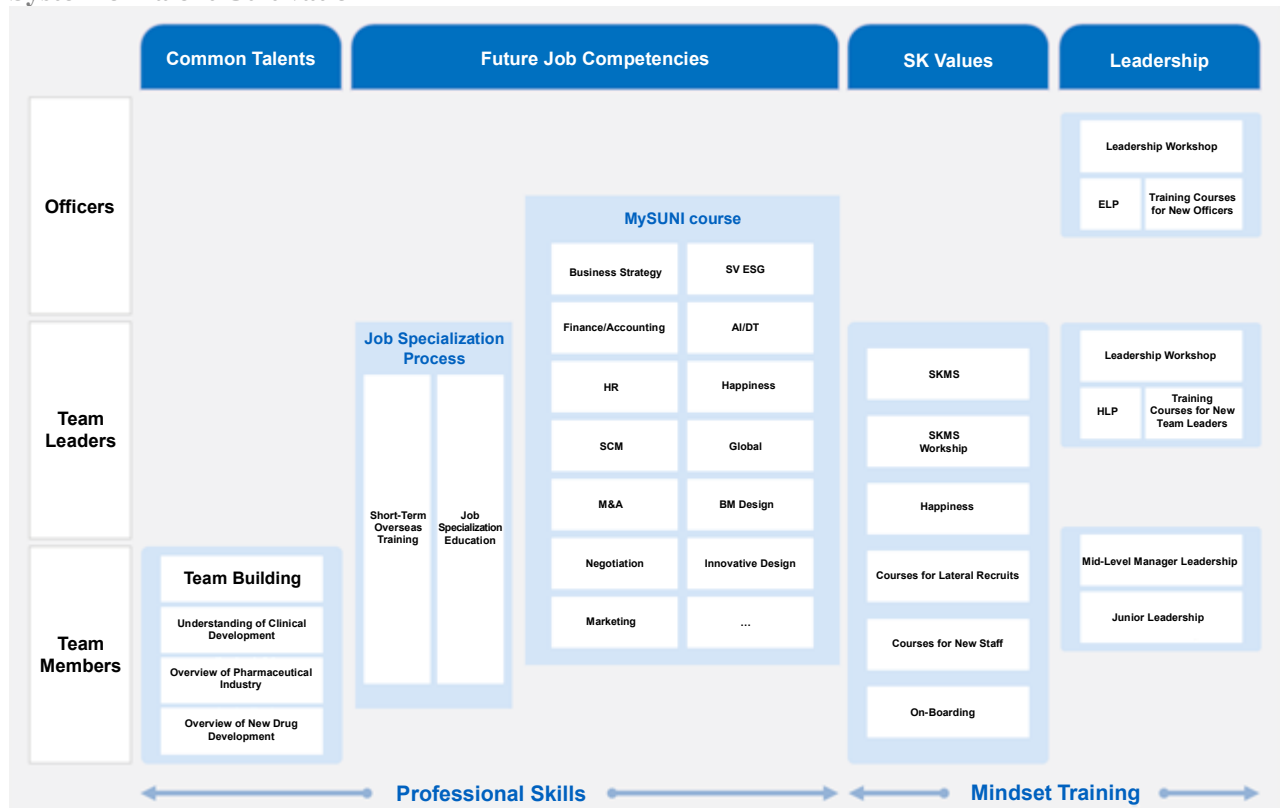 Common Talents
Future Job Competencies
SK Values
Leadership
Officers
Team
Leaders
Team
Members
Team Building
Understanding of Clinical
Development
Overview of Pharmaceutical
Industry
Overview of New Drug
Development
Job Specialization
Process
Short-Term
Overseas
Training
Job
Specialization
Education
MySUNI course
Business Strategy
SV ESG
Finance/Accounting
AI/DT
HR
Happiness
SCM
Global
M&A
BM Design
Negotiation
Innovative Design
Marketing
...
SKMS
SKMS
Workship
Happiness
Courses for Lateral Recruits
Courses for New Staff
On-Boarding
Leadership Workshop
ELP
Training Courses
for New Officers
Leadership Workshop
HLP
Training
Courses for New
Team Leaders
Mid-Level Manager Leadership
Junior Leadership
Professional Skills
Mindset Training